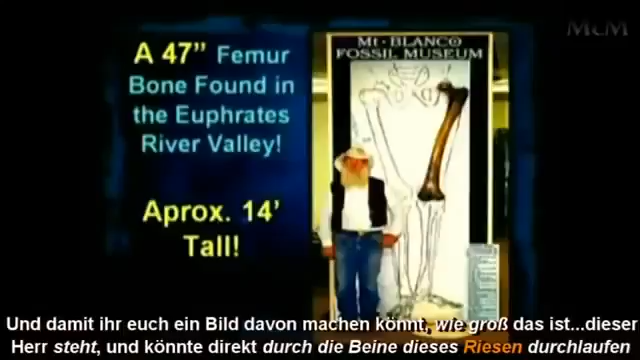 McM
A 47” Femur
Bone Found in
the Euphrates
River Valley!
Aprox. 14’
Tall!
Mt • BLANCO
FOSSIL MUSEUM
Und damit ihr euch ein Bild davon machen könnt, wie groß das ist...dieser
Herr steht, und könnte direkt durch die Beine dieses Riesen durchlaufen